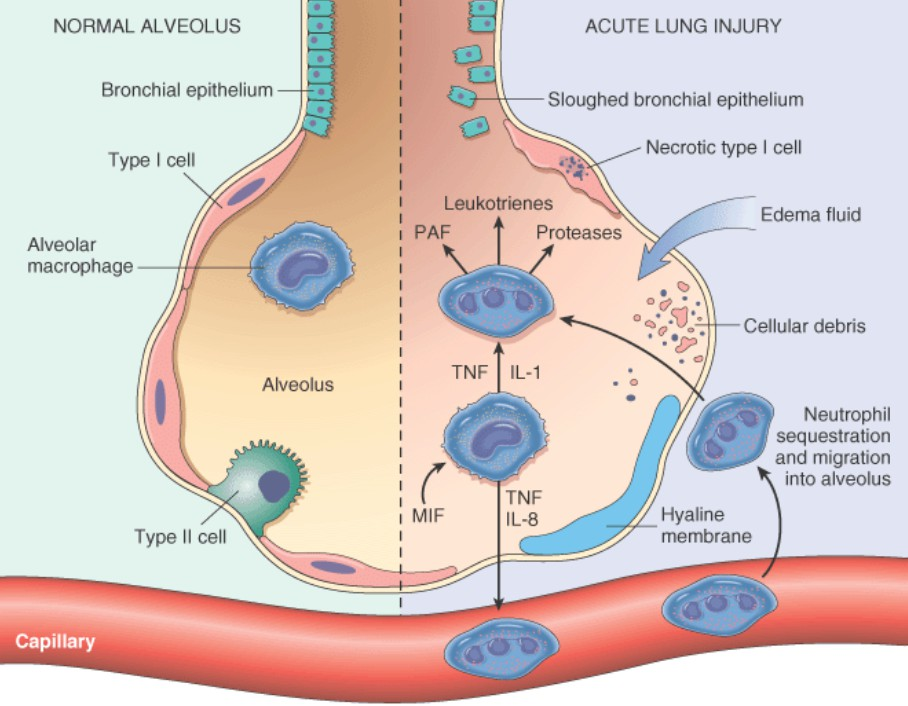 NORMAL ALVEOLUS
ACUTE LUNG INJURY
Bronchial epithelium
Sloughed bronchial epithelium
Type I cell
Necrotic type I cell
Leukotrienes
PAF
Proteases
Edema fluid
Alveolar
macrophage
Cellular debris
TNF
IL-1
Alveolus
Neutrophil
sequestration
and migration
into alveolus
MIF
TNF
IL-8
Hyaline
membrane
Type II cell
Capillary